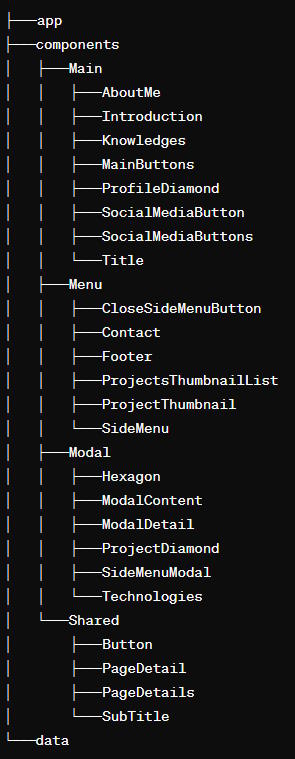 ├───app
├───components
│   ├───Main
│   │   ├───AboutMe
│   │   ├───Introduction
│   │   ├───Knowledges
│   │   ├───MainButtons
│   │   ├───ProfileDiamond
│   │   ├───SocialMediaButton
│   │   ├───SocialMediaButtons
│   │   └───Title
│   ├───Menu
│   │   ├───CloseSideMenuButton
│   │   ├───Contact
│   │   ├───Footer
│   │   ├───ProjectsThumbnailList
│   │   ├───ProjectThumbnail
│   │   └───SideMenu
│   ├───Modal
│   │   ├───Hexagon
│   │   ├───ModalContent
│   │   ├───ModalDetail
│   │   ├───ProjectDiamond
│   │   ├───SideMenuModal
│   │   └───Technologies
│   └───Shared
│       ├───Button
│       ├───PageDetail
│       ├───PageDetails
│       └───SubTitle
└───data